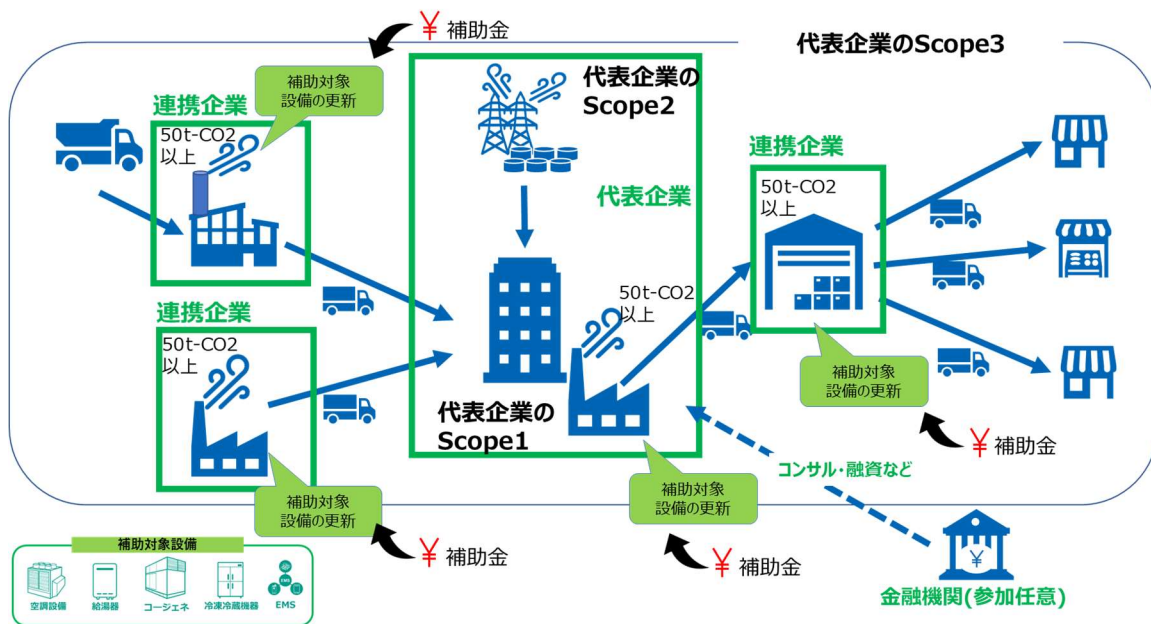 ¥ 補助金
代表企業のScope3
補助対象
設備の更新
連携企業
50t-CO2
以上
代表企業の
Scope2
代表企業
連携企業
50t-CO2
以上
連携企業
50t-CO2
以上
50t-CO2
以上
代表企業の
Scope1
補助対象
設備の更新
¥ 補助金
補助対象
設備の更新
¥ 補助金
補助対象
設備の更新
¥ 補助金
コンサル・融資など
¥
金融機関(参加任意)
補助対象設備
空調設備
給湯器
コージェネ
冷凍冷蔵機器
EMS
EMS